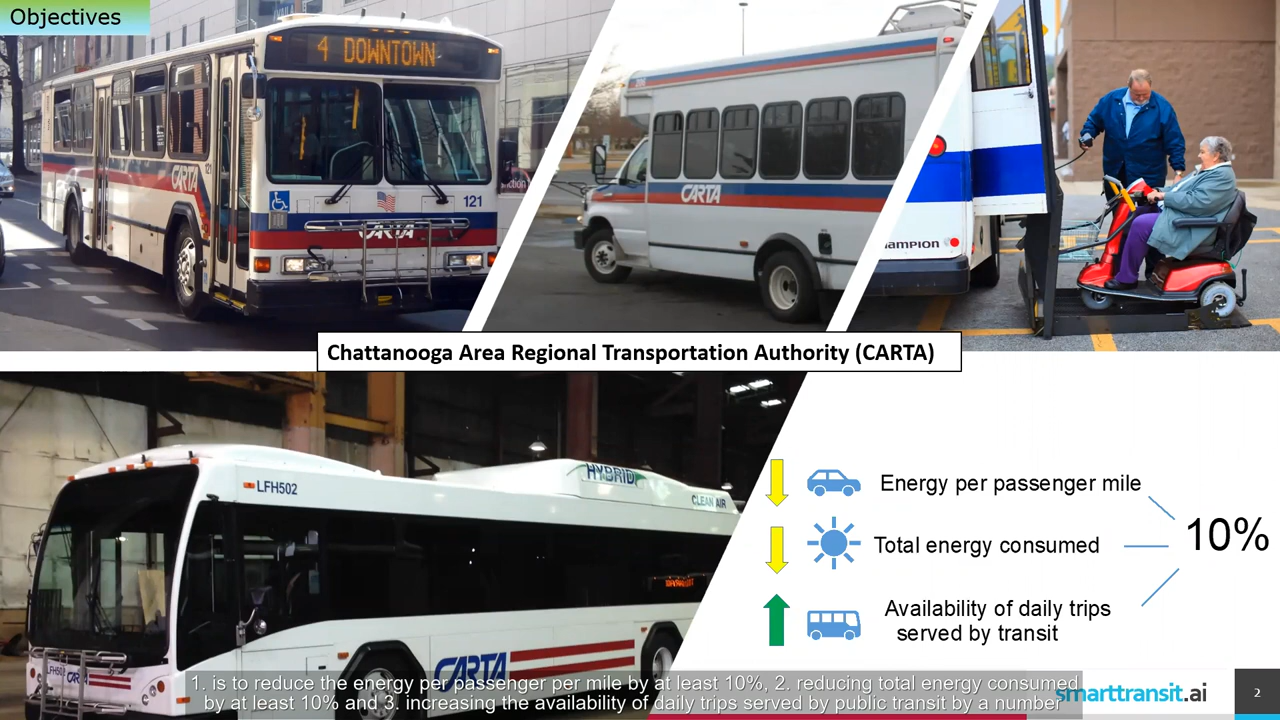 Objectives
4 DOWNTOWN
121
CARTA
121
CARTA
CARTA
HAMPION
Chattanooga Area Regional Transportation Authority (CARTA)
HYBRID
LFH502
CLEAN AIR
LFH502
CARTA
CARTA
Energy per passenger mile
Total energy consumed
10%
Availability of daily trips
served by transit
1. is to reduce the energy per passenger per mile by at least 10%, 2. reducing total energy consumed
by at least 10% and 3. increasing the availability of daily trips served by public transit by a number
smarttransit.ai
2